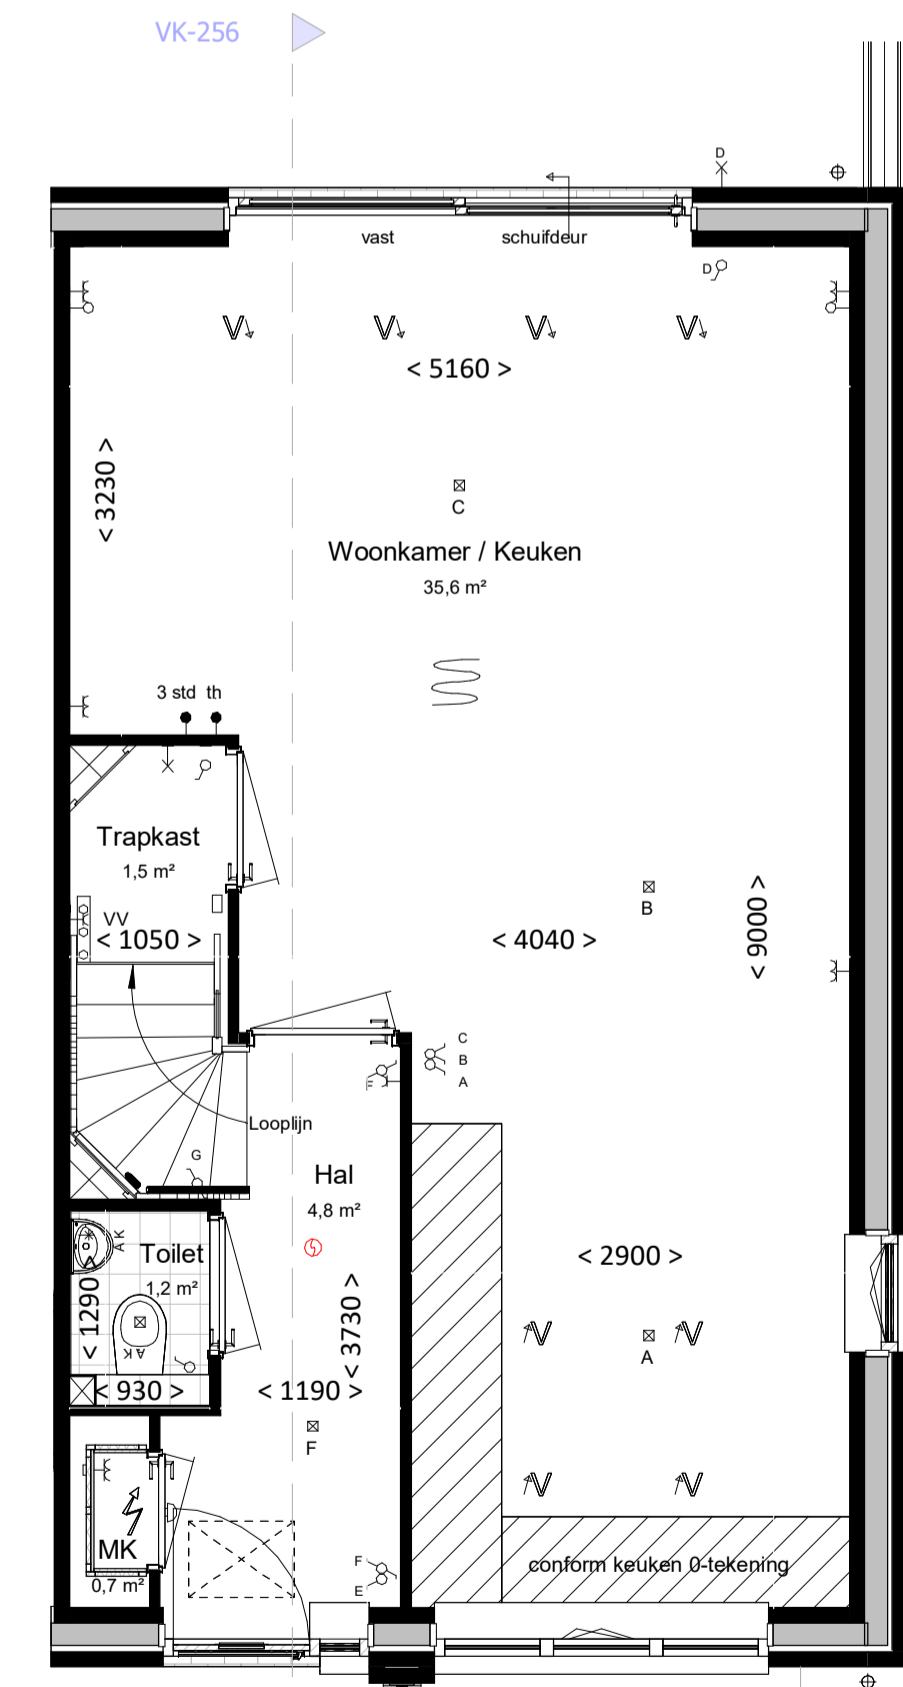 VK-256
D
vast
schuifdeur
D
V
V
V
V
< 5160 >
< 3230 >
C
Woonkamer / Keuken
35,6 m²
3 std
th
Trapkast
1,5 m²
B
VV
< 1050 >
< 4040 >
< 9000 >
C
B
A
F
Looplijn
G
Hal
4,8 m²
A K
Toilet
1,2 m²
< 1290 >
< 2900 >
A K
< 3730 >
V
V
A
< 930 >
< 1190 >
F
V
V
MK
0,7 m²
F
E
conform keuken 0-tekening